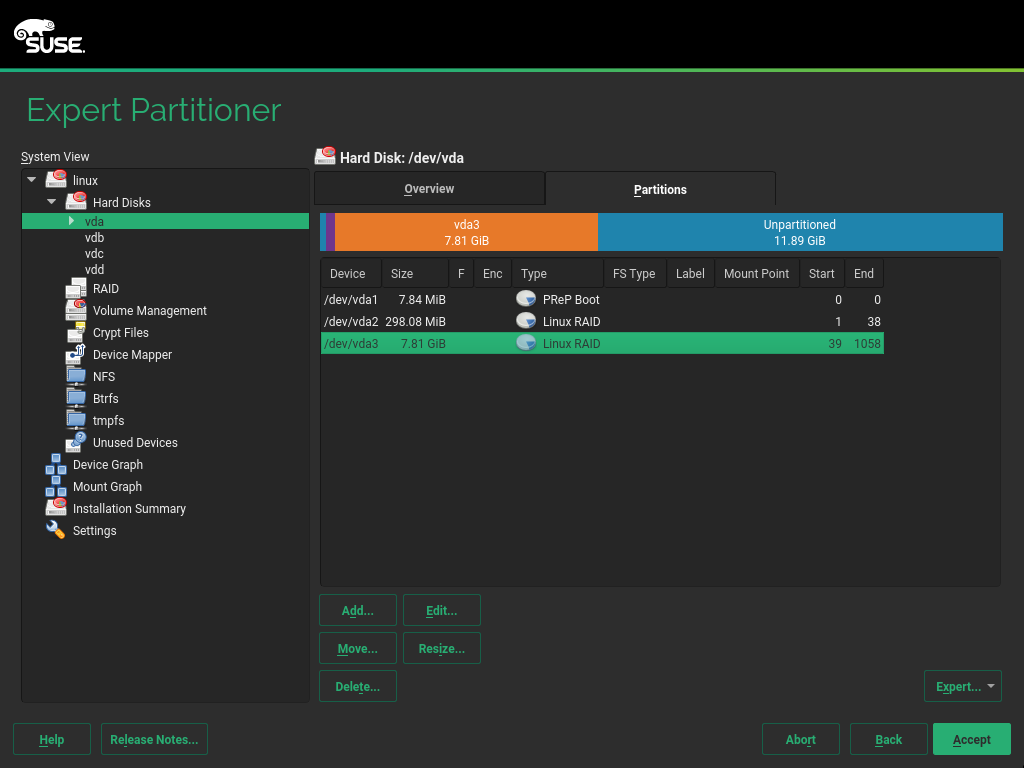 SUSE.
Expert Partitioner
System View
linux
Hard Disks
vda
vdb
vdc
vdd
RAID
Volume Management
Crypt Files
Device Mapper
NFS
Btrfs
tmpfs
Unused Devices
Device Graph
Mount Graph
Installation Summary
Settings
Hard Disk: /dev/vda
Overview Partitions
vda3 Unpartitioned
7.81 GiB 11.89 GiB
Device Size F Enc Type FS Type Label Mount Point Start End
/dev/vda1 7.84 MiB PReP Boot 0 0
/dev/vda2 298.08 MiB Linux RAID 1 38
/dev/vda3 7.81 GiB Linux RAID 39 1058
Add... Edit...
Move... Resize...
Delete... Expert...
Help Release Notes... Abort Back Accept